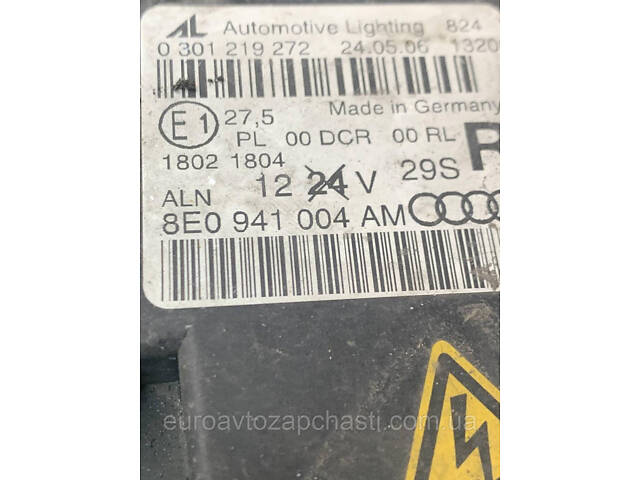 AL Automotive Lighting 824
0 301 219 272 24.05.06 1320
E1 27,5 Made in Germany
PL 00 DCR 00 RL R
1802 1804
ALN 12 24 V 29S
8E0 941 004 AM
euroavtozapchasti.com.ua